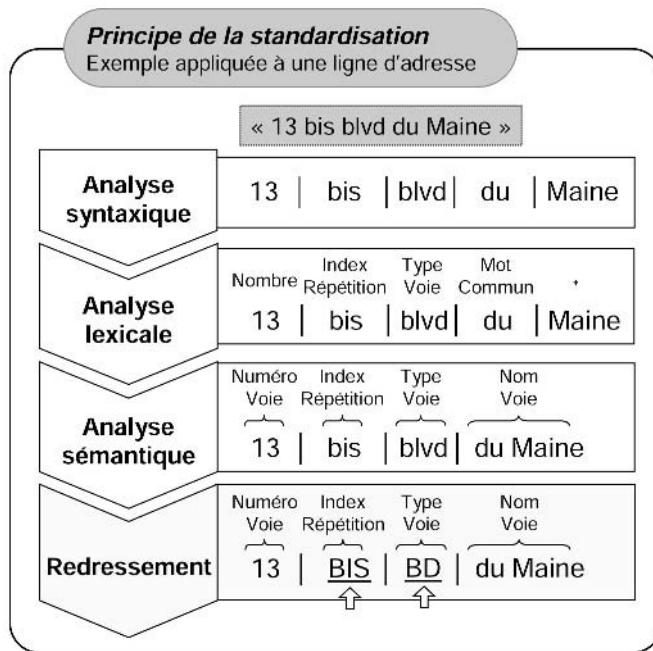 Principe de la standardisation
Exemple appliquée à une ligne d'adresse
« 13 bis blvd du Maine »
Analyse
syntaxique
13 | bis | blvd | du | Maine
Analyse
lexicale
Nombre Index Répétition Type Voie Mot Commun
13 | bis | blvd | du | Maine
Analyse
sémantique
Numéro Voie Index Répétition Type Voie Nom Voie
13 | bis | blvd | du Maine
Redressement
Numéro Voie Index Répétition Type Voie Nom Voie
13 | BIS | BD | du Maine